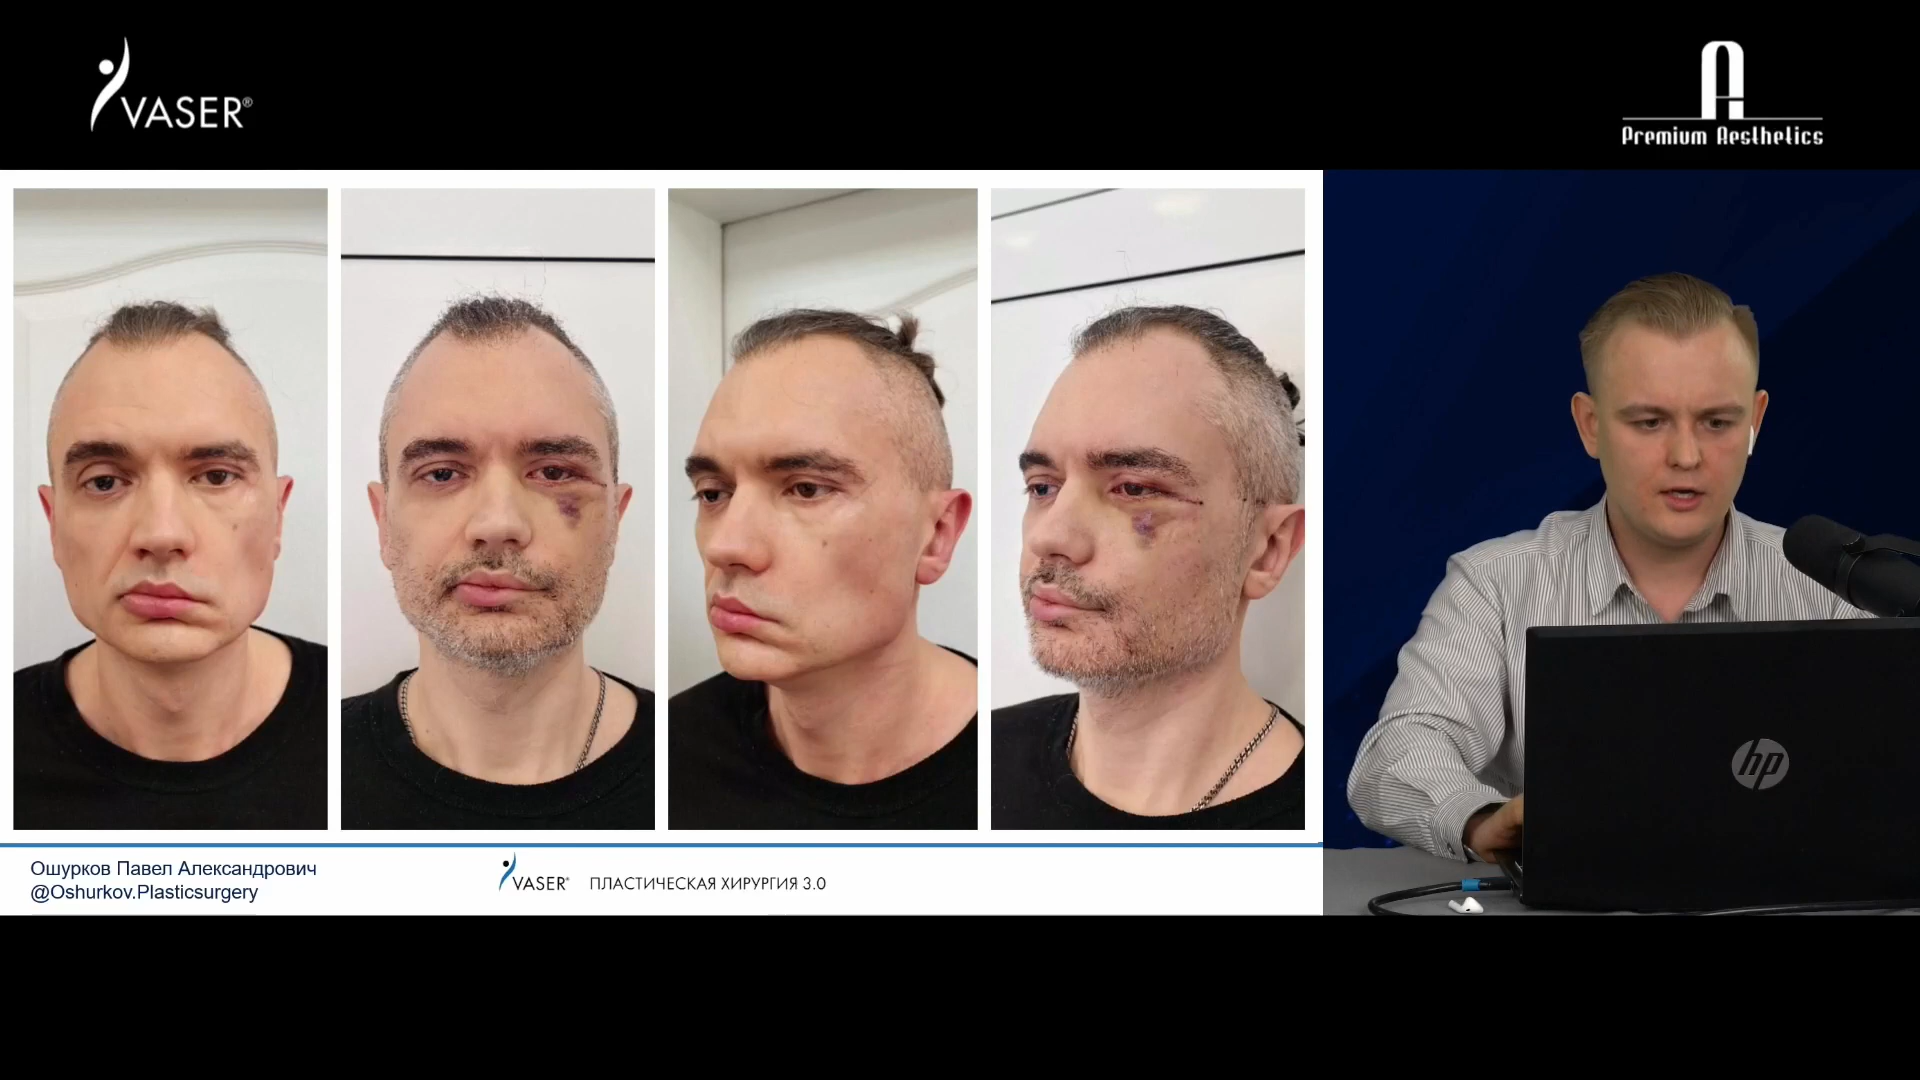 VASER®
Premium Aesthetics
hp
Ошурков Павел Александрович
@Oshurkov.Plasticsurgery
VASER® ПЛАСТИЧЕСКАЯ ХИРУРГИЯ 3.0